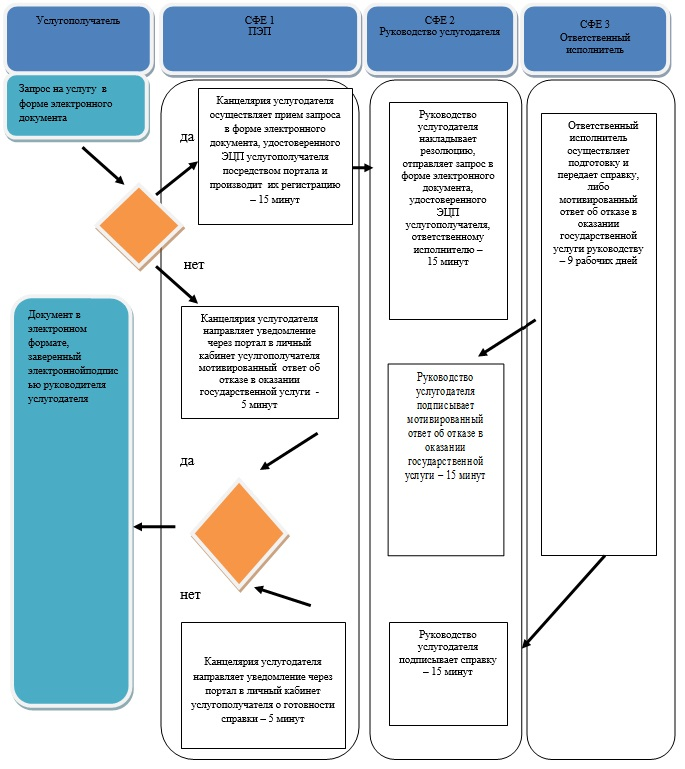 Услугополучатель
СФЕ 1
ПЭП
СФЕ 2
Руководство услугодателя
СФЕ 3
Ответственный
исполнитель
Запрос на услугу в
форме электронного
документа
да
Канцелярия услугодателя
осуществляет прием запроса
в форме электронного
документа, удостоверенного
ЭЦП услугополучателя
посредством портала и
производит их регистрацию
– 15 минут
Руководство
услугодателя
накладывает
резолюцию,
отправляет запрос в
форме электронного
документа,
удостоверенного
ЭЦП
услугополучателя,
ответственному
исполнителю –
15 минут
Ответственный
исполнитель
осуществляет
подготовку и
передает справку,
либо
мотивированный
ответ об отказе в
оказании
государственной
услуги руководству
– 9 рабочих дней
нет
Документ в
электронном
формате,
заверенный
электроннойподпис
ью руководителя
услугодателя
Канцелярия услугодателя
направляет уведомление
через портал в личный
кабинет усулгополучателя
мотивированный ответ об
отказе в оказании
государственной услуги -
5 минут
Руководство
услугодателя
подписывает
мотивированный
ответ об отказе в
оказании
государственной
услуги – 15 минут
да
нет
Канцелярия услугодателя
направляет уведомление через
портал в личный кабинет
услугополучателя о готовности
справки – 5 минут
Руководство
услугодателя
подписывает справку
– 15 минут